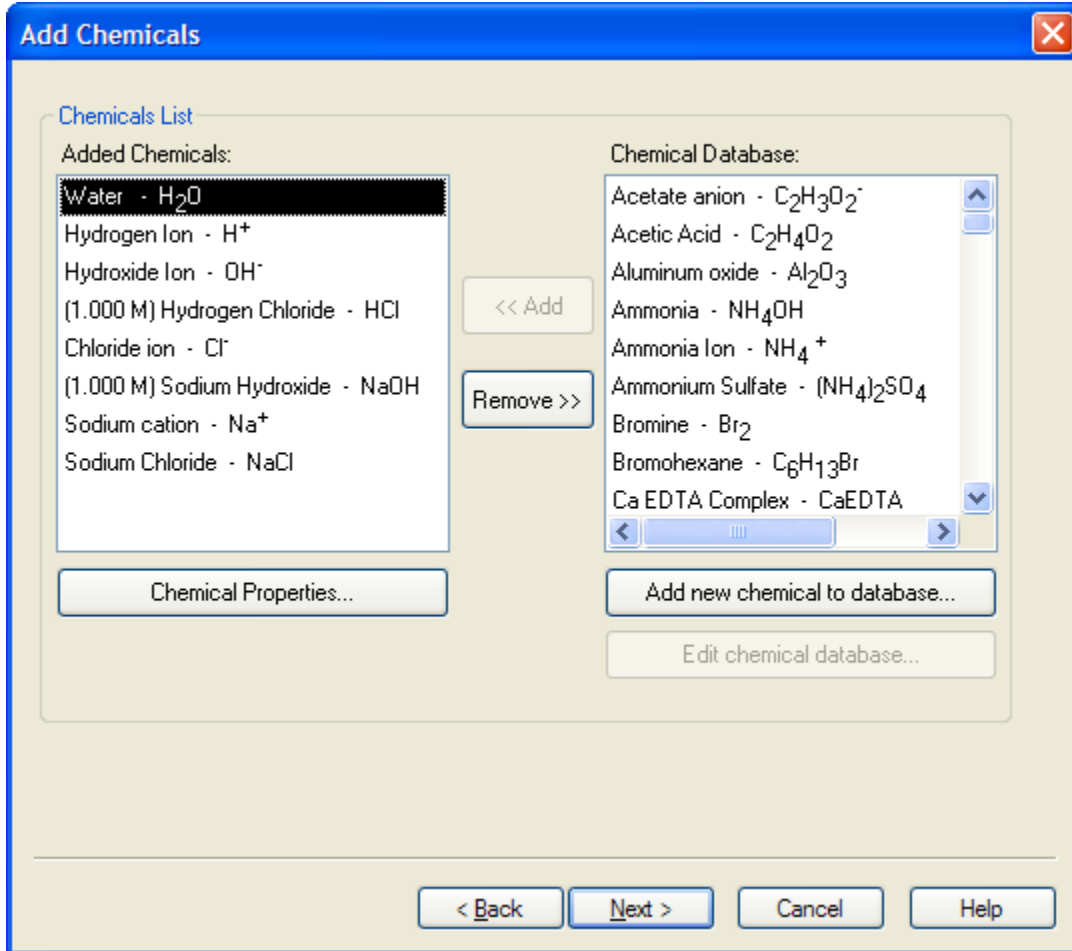 Add Chemicals
Chemicals List
Added Chemicals:
Water - H₂O
Hydrogen Ion - H⁺
Hydroxide Ion - OH⁻
(1.000 M) Hydrogen Chloride - HCl
Chloride ion - Cl⁻
(1.000 M) Sodium Hydroxide - NaOH
Sodium cation - Na⁺
Sodium Chloride - NaCl
Chemical Properties...
<< Add
Remove >>
Chemical Database:
Acetate anion - C₂H₃O₂⁻
Acetic Acid - C₂H₄O₂
Aluminum oxide - Al₂O₃
Ammonia - NH₄OH
Ammonia Ion - NH₄⁺
Ammonium Sulfate - (NH₄)₂SO₄
Bromine - Br₂
Bromohexane - C₆H₁₃Br
Ca EDTA Complex - CaEDTA
Add new chemical to database...
Edit chemical database...
< Back
Next >
Cancel
Help